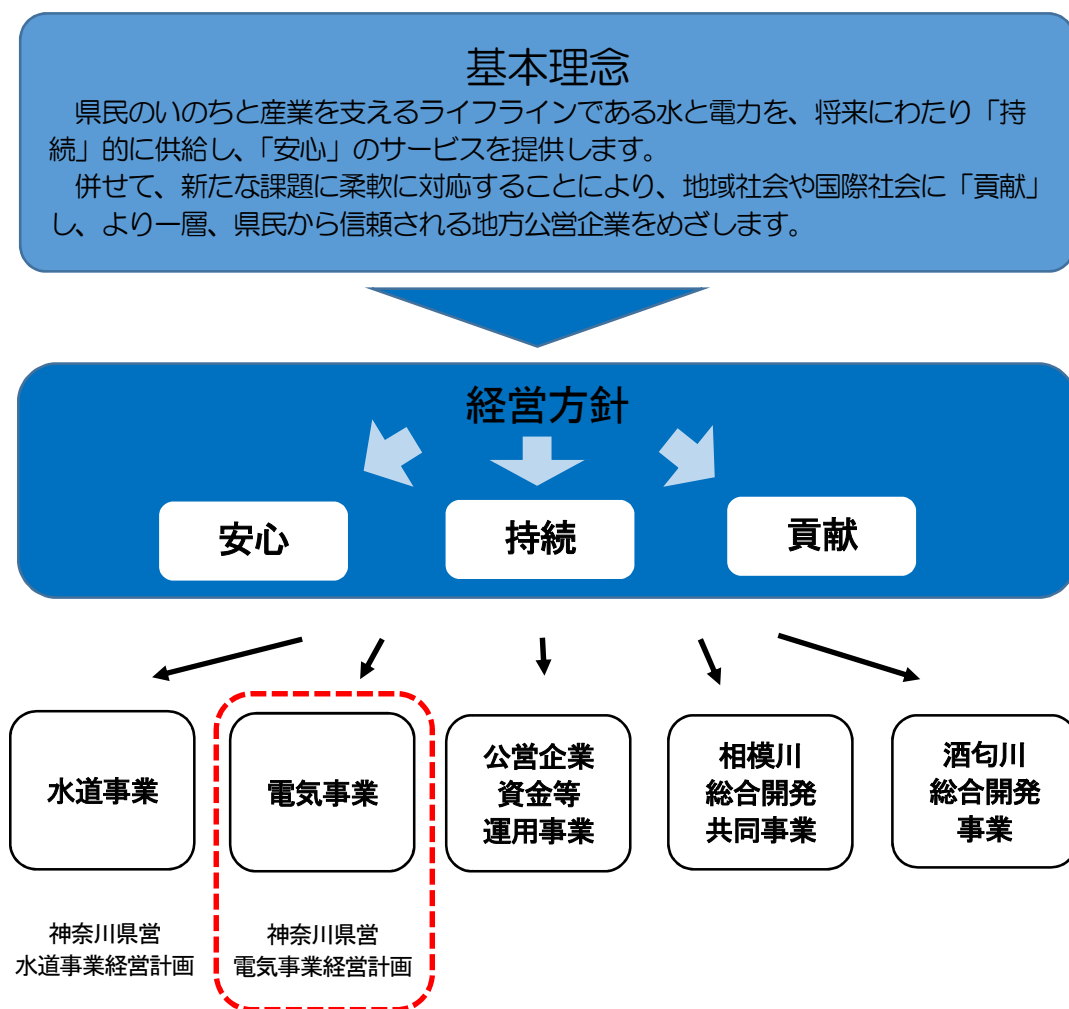 基本理念
　県民のいのちと産業を支えるライフラインである水と電力を、将来にわたり「持
続」的に供給し、「安心」のサービスを提供します。
　併せて、新たな課題に柔軟に対応することにより、地域社会や国際社会に「貢献」
し、より一層、県民から信頼される地方公営企業をめざします。
経営方針
安心
持続
貢献
水道事業
電気事業
公営企業
資金等
運用事業
相模川
総合開発
共同事業
酒匂川
総合開発
事業
神奈川県営
水道事業経営計画
神奈川県営
電気事業経営計画